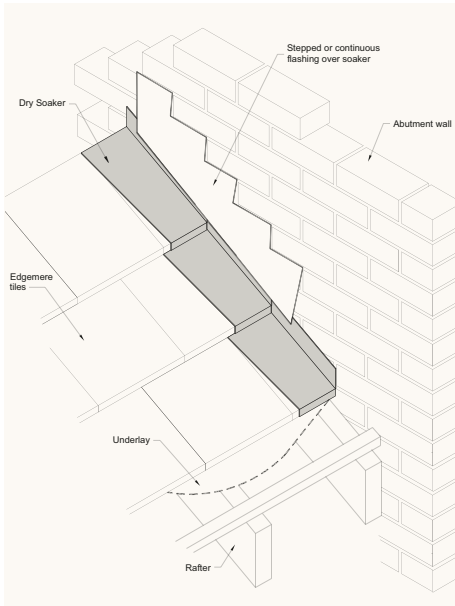 Stepped or continuous
flashing over soaker
Dry Soaker
Abutment wall
Edgemere
tiles
Underlay
Rafter